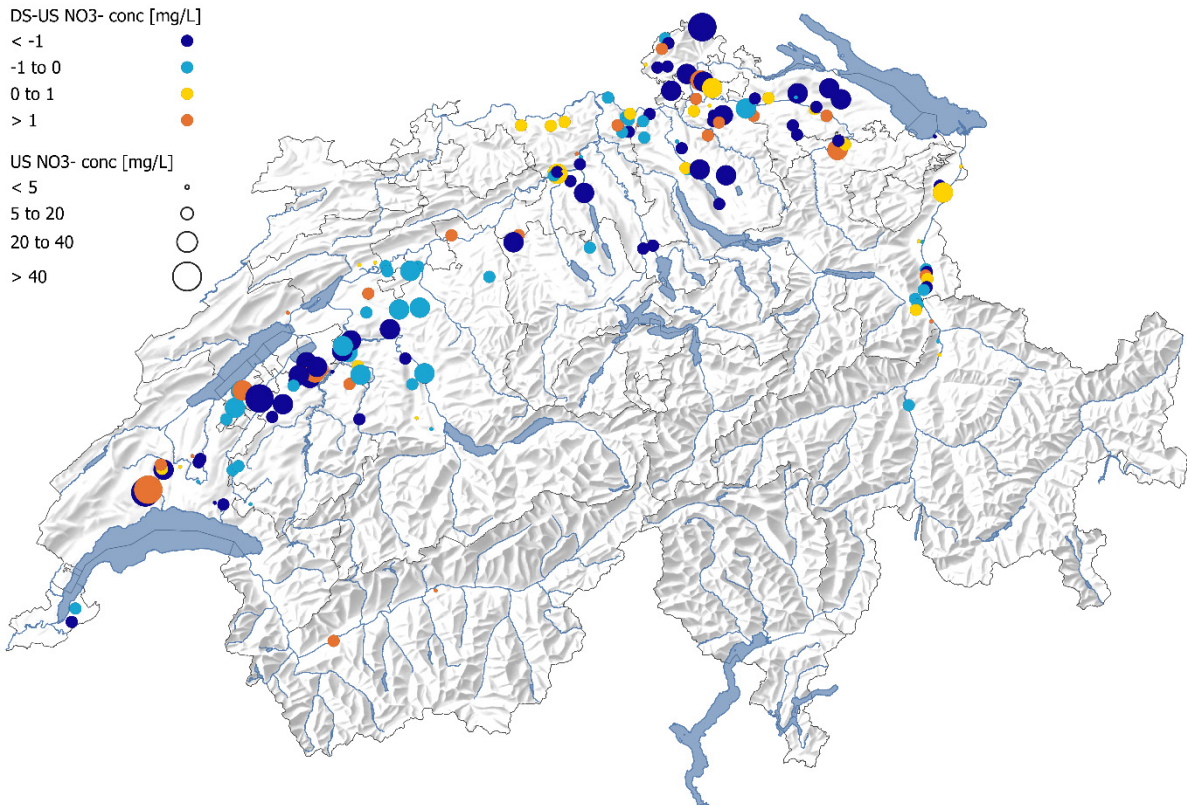 DS-US NO3- conc [mg/L]
< -1
-1 to 0
0 to 1
> 1
US NO3- conc [mg/L]
< 5
5 to 20
20 to 40
> 40